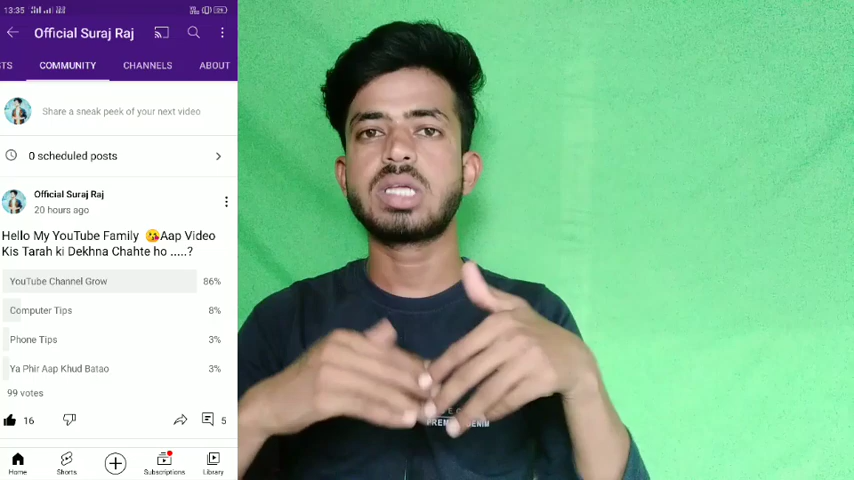 13:35
Official Suraj Raj
TS COMMUNITY CHANNELS ABOUT
Share a sneak peek of your next video
0 scheduled posts
Official Suraj Raj
20 hours ago
Hello My YouTube Family 😘Aap Video
Kis Tarah ki Dekhna Chahte ho .....?
YouTube Channel Grow 86%
Computer Tips 8%
Phone Tips 3%
Ya Phir Aap Khud Batao 3%
99 votes
16 5
Home Shorts Subscriptions Library